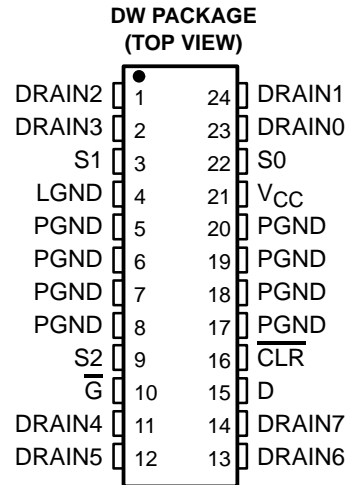 DW PACKAGE
(TOP VIEW)
DRAIN2 1 24 DRAIN1
DRAIN3 2 23 DRAIN0
S1 3 22 S0
LGND 4 21 VCC
PGND 5 20 PGND
PGND 6 19 PGND
PGND 7 18 PGND
PGND 8 17 PGND
S2 9 16 C̅L̅R̅
G̅ 10 15 D
DRAIN4 11 14 DRAIN7
DRAIN5 12 13 DRAIN6